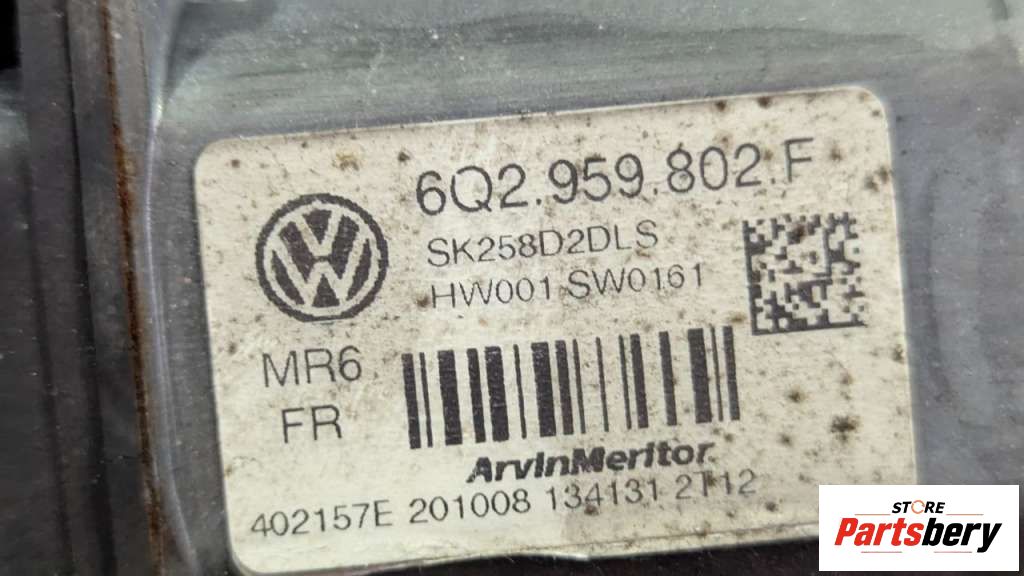 6Q2.959.802.F
SK258D2DLS
HW001 SW0161
MR6
FR
ArvinMeritor
402157E 201008 134131 2T12
STORE
Partsbery